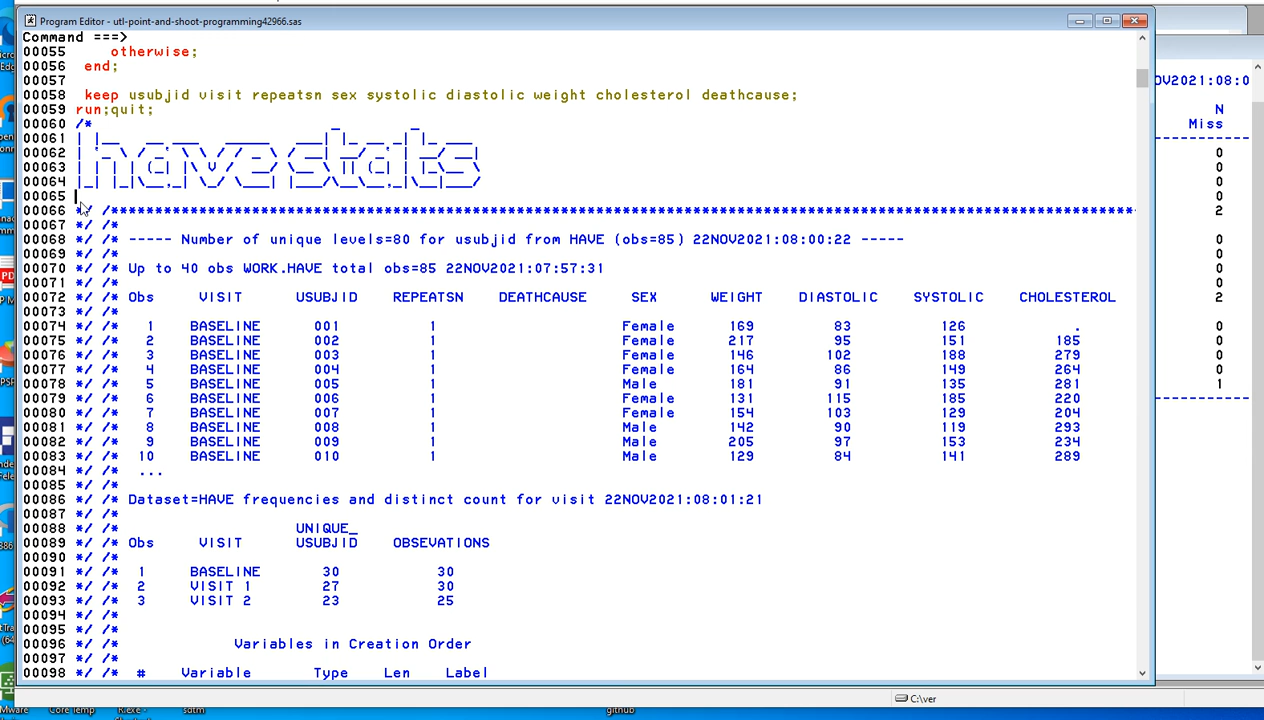 Program Editor - utl-point-and-shoot-programming42966.sas
Command ===>
00055 otherwise;
00056 end;
00057
00058 keep usubjid visit repeatsn sex systolic diastolic weight cholesterol deathcause;
00059 run;quit;
00060 /*
00061
00062
00063 have stats
00064
00065
00066 */ /**********************************************************************
00067 */ /*
00068 */ /* ----- Number of unique levels=80 for usubjid from HAVE (obs=85) 22NOV2021:08:00:22 -----
00069 */ /*
00070 */ /* Up to 40 obs WORK.HAVE total obs=85 22NOV2021:07:57:31
00071 */ /*
00072 */ /* Obs VISIT USUBJID REPEATSN DEATHCAUSE SEX WEIGHT DIASTOLIC SYSTOLIC CHOLESTEROL
00073 */ /*
00074 */ /* 1 BASELINE 001 1 Female 169 83 126 .
00075 */ /* 2 BASELINE 002 1 Female 217 95 151 185
00076 */ /* 3 BASELINE 003 1 Female 146 102 188 279
00077 */ /* 4 BASELINE 004 1 Female 164 86 149 264
00078 */ /* 5 BASELINE 005 1 Male 181 91 135 281
00079 */ /* 6 BASELINE 006 1 Female 131 115 185 220
00080 */ /* 7 BASELINE 007 1 Female 154 103 129 204
00081 */ /* 8 BASELINE 008 1 Male 142 90 119 293
00082 */ /* 9 BASELINE 009 1 Male 205 97 153 234
00083 */ /* 10 BASELINE 010 1 Male 129 84 141 289
00084 */ /* ...
00085 */ /*
00086 */ /* Dataset=HAVE frequencies and distinct count for visit 22NOV2021:08:01:21
00087 */ /*
00088 */ /* UNIQUE_
00089 */ /* Obs VISIT USUBJID OBSEVATIONS
00090 */ /*
00091 */ /* 1 BASELINE 30 30
00092 */ /* 2 VISIT 1 27 30
00093 */ /* 3 VISIT 2 23 25
00094 */ /*
00095 */ /*
00096 */ /* Variables in Creation Order
00097 */ /*
00098 */ /* # Variable Type Len Label
OV2021:08:0
N
Miss
0
0
0
0
2
0
0
0
0
2
0
0
0
0
1
C:\ver
Core Temp
sdtm
github